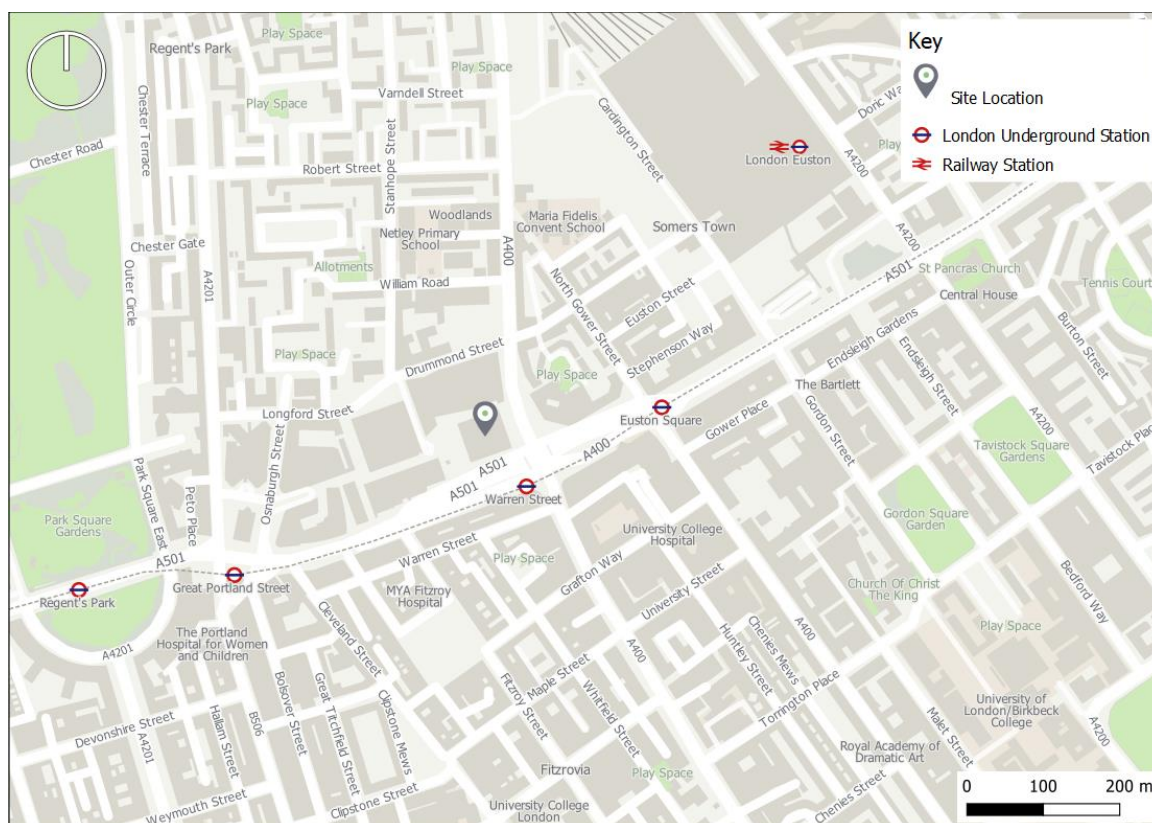 Key
Site Location
London Underground Station
Railway Station
Regent's Park
Play Space
Play Space
Play Space
Varndell Street
Chester Terrace
Chester Road
Robert Street
Stanhope Street
Cardington Street
Doric Wa
A4200
Play
London Euston
Woodlands
Netley Primary
School
Maria Fidelis
Convent School
Somers Town
A400
A4200
A501
St Pancras Church
Central House
Tennis Court
Chester Gate
Outer Circle
A4201
Allotments
William Road
North Gower Street
Euston Street
Stephenson Way
Endsleigh Gardens
Endsleigh Street
Burton Street
Play Space
Drummond Street
Play Space
The Bartlett
Longford Street
Euston Square
Gower Place
Gordon Street
A4200
Tavistock Square
Gardens
Tavistock Place
Osnaburgh Street
A501
A501
A400
Warren Street
Park Square East
Peto Place
Park Square
Gardens
A501
University College
Hospital
Gordon Square
Garden
Warren Street
Play Space
Grafton Way
University Street
Regent's Park
Great Portland Street
MYA Fitzroy
Hospital
Church Of Christ
The King
Bedford Way
A4201
The Portland
Hospital for Women
and Children
Cleveland Street
A400
Huntley Street
Chenies Mews
A400
Play Space
Maple Street
Fitzroy Street
Whitfield Street
Torrington Place
University of
London/Birkbeck
College
Malet Street
A4200
Devonshire Street
A4201
Hallam Street
B506
Bolsover Street
Great Titchfield Street
Clipstone Mews
Royal Academy of
Dramatic Art
Fitzrovia
Play Space
Weymouth Street
Clipstone Street
University College
London
Chenies Street
0 100 200 m